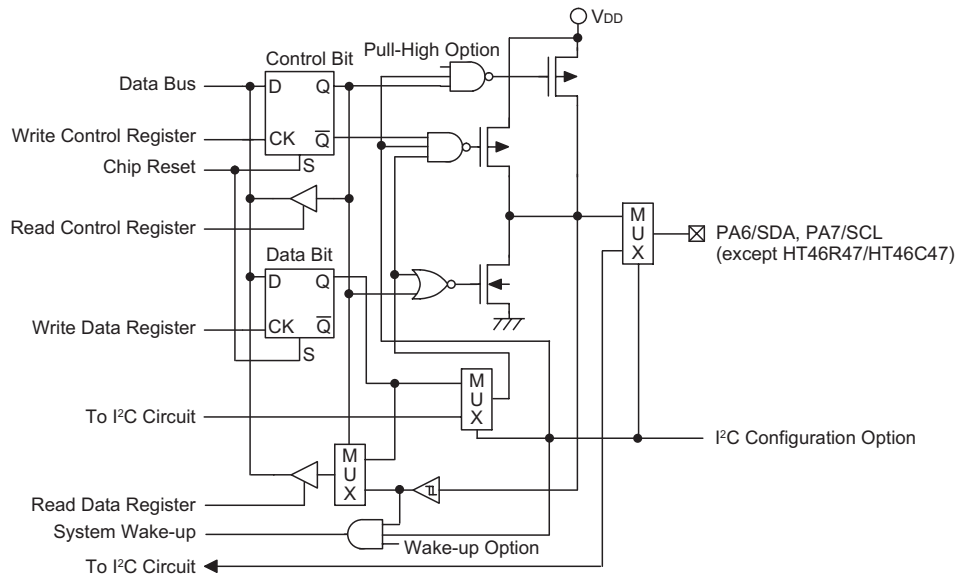 VDD
Pull-High Option
Control Bit
Data Bus
D
Q
Write Control Register
CK
Q
Chip Reset
S
M
U
X
PA6/SDA, PA7/SCL
(except HT46R47/HT46C47)
Read Control Register
Data Bit
D
Q
Write Data Register
CK
Q
S
M
U
X
To I²C Circuit
I²C Configuration Option
M
U
X
Read Data Register
System Wake-up
Wake-up Option
To I²C Circuit